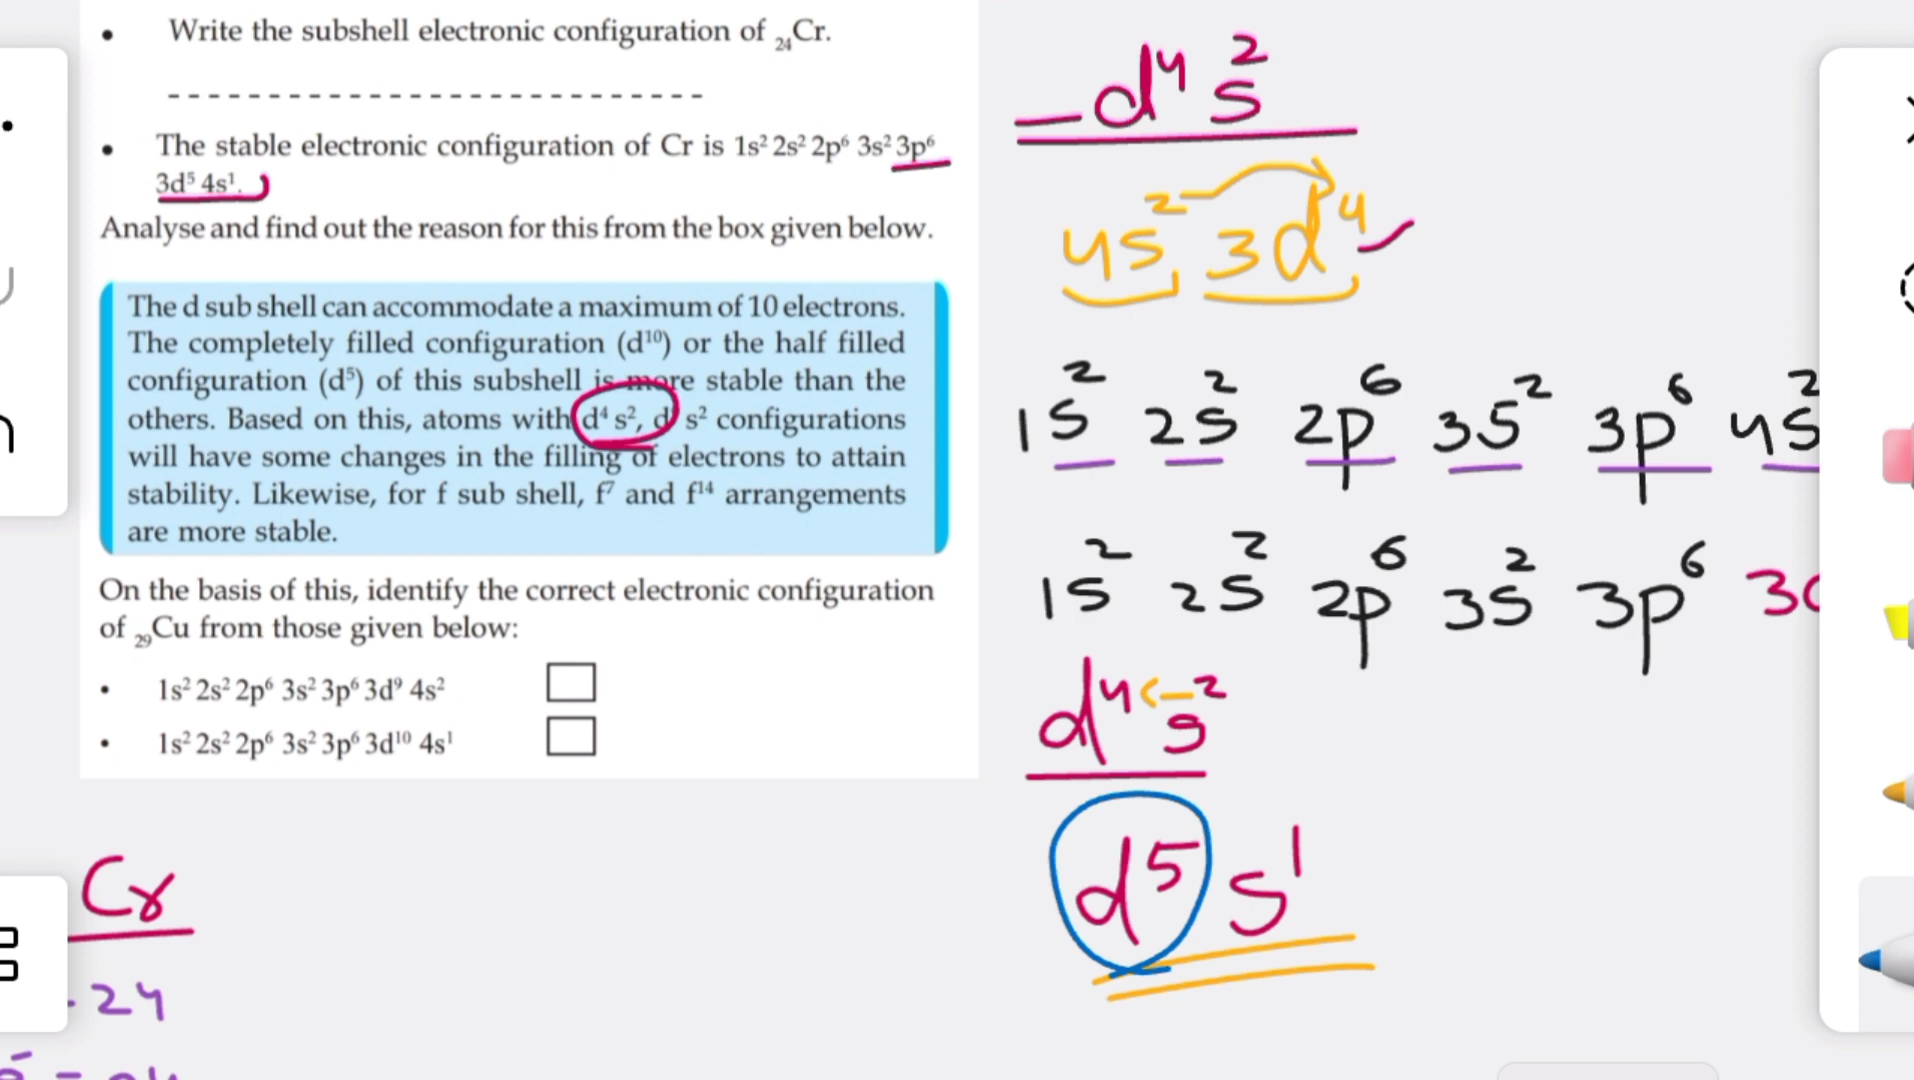 • Write the subshell electronic configuration of ₂₄Cr.
• The stable electronic configuration of Cr is 1s² 2s² 2p⁶ 3s² 3p⁶
3d⁵ 4s¹.
Analyse and find out the reason for this from the box given below.
The d sub shell can accommodate a maximum of 10 electrons.
The completely filled configuration (d¹⁰) or the half filled
configuration (d⁵) of this subshell is more stable than the
others. Based on this, atoms with d⁴ s², d s² configurations
will have some changes in the filling of electrons to attain
stability. Likewise, for f sub shell, f⁷ and f¹⁴ arrangements
are more stable.
On the basis of this, identify the correct electronic configuration
of ₂₉Cu from those given below:
• 1s² 2s² 2p⁶ 3s² 3p⁶ 3d⁹ 4s²
• 1s² 2s² 2p⁶ 3s² 3p⁶ 3d¹⁰ 4s¹
Cr
24
d⁴ s²
4s² 3d⁴
1s² 2s² 2p⁶ 3s² 3p⁶ 4s²
1s² 2s² 2p⁶ 3s² 3p⁶ 3
d⁴ s²
d⁵ s¹